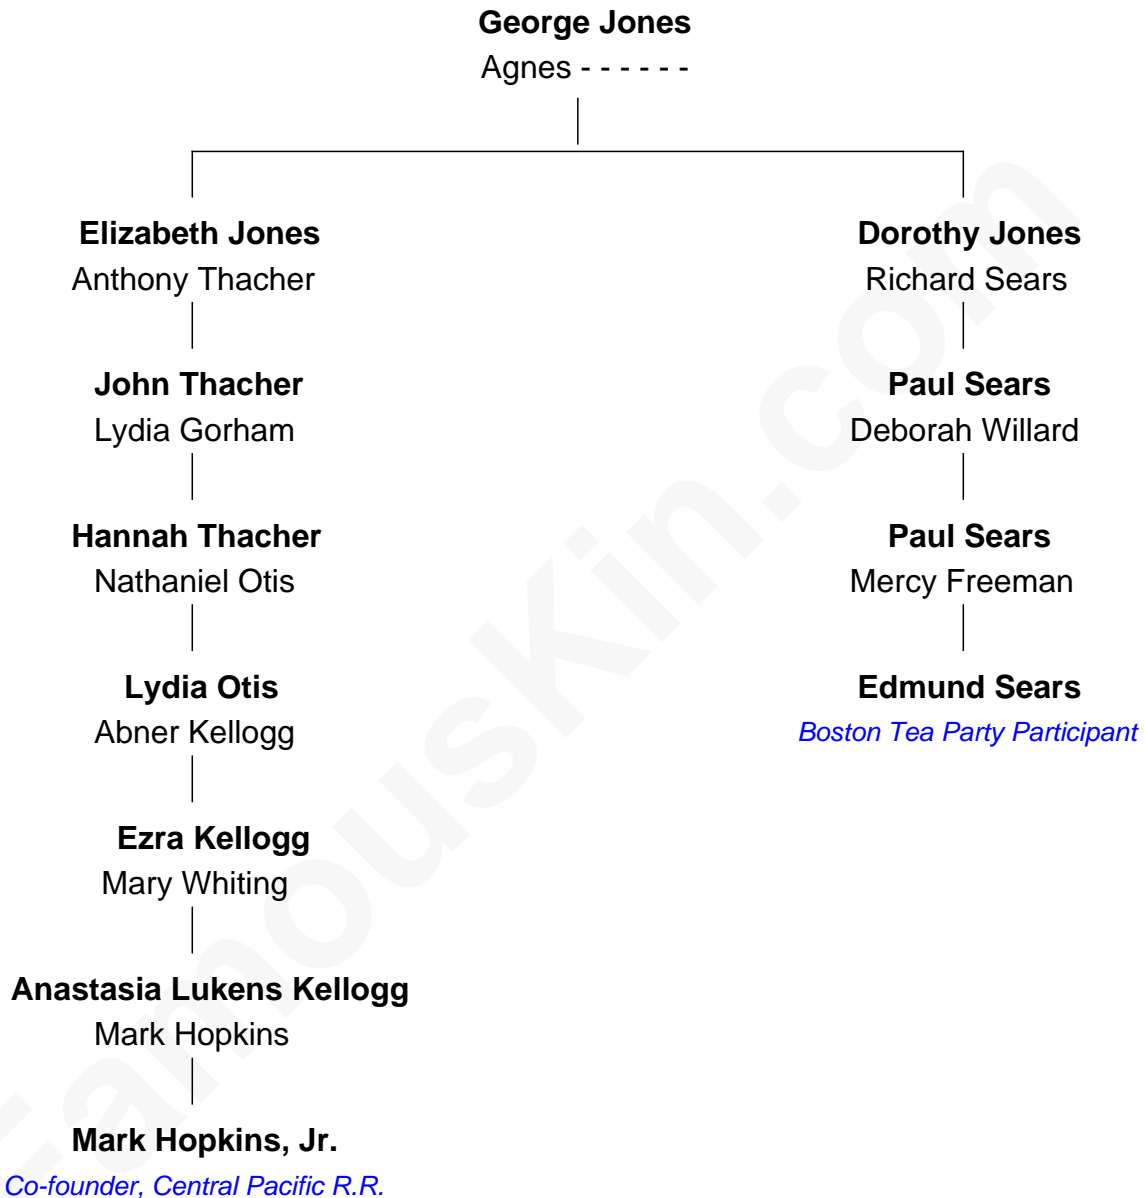 George Jones
Agnes - - - - - -
Elizabeth Jones
Anthony Thacher
Dorothy Jones
Richard Sears
John Thacher
Lydia Gorham
Paul Sears
Deborah Willard
Hannah Thacher
Nathaniel Otis
Paul Sears
Mercy Freeman
Lydia Otis
Abner Kellogg
Edmund Sears
Boston Tea Party Participant
Ezra Kellogg
Mary Whiting
Anastasia Lukens Kellogg
Mark Hopkins
Mark Hopkins, Jr.
Co-founder, Central Pacific R.R.
FamousKin.com